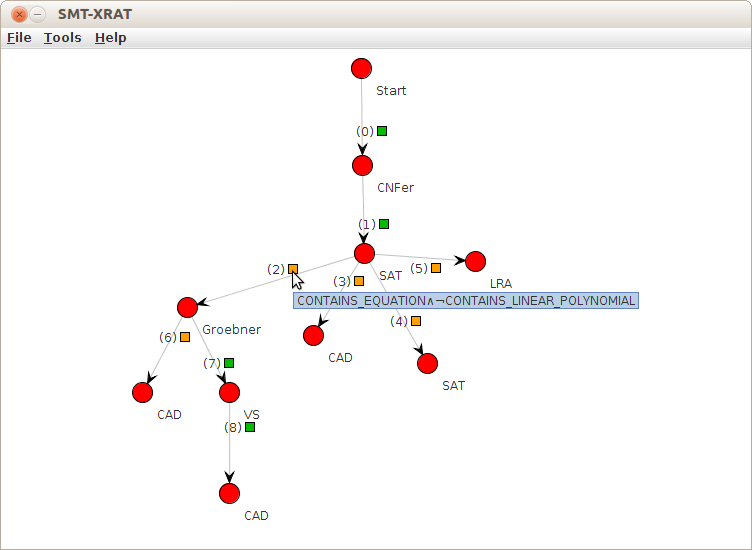 SMT-XRAT
File Tools Help
Start
(0)
CNFer
(1)
SAT
(2)
(3)
(5)
LRA
CONTAINS_EQUATION∧¬CONTAINS_LINEAR_POLYNOMIAL
(4)
Groebner
(6)
CAD
(7)
SAT
CAD
VS
(8)
CAD